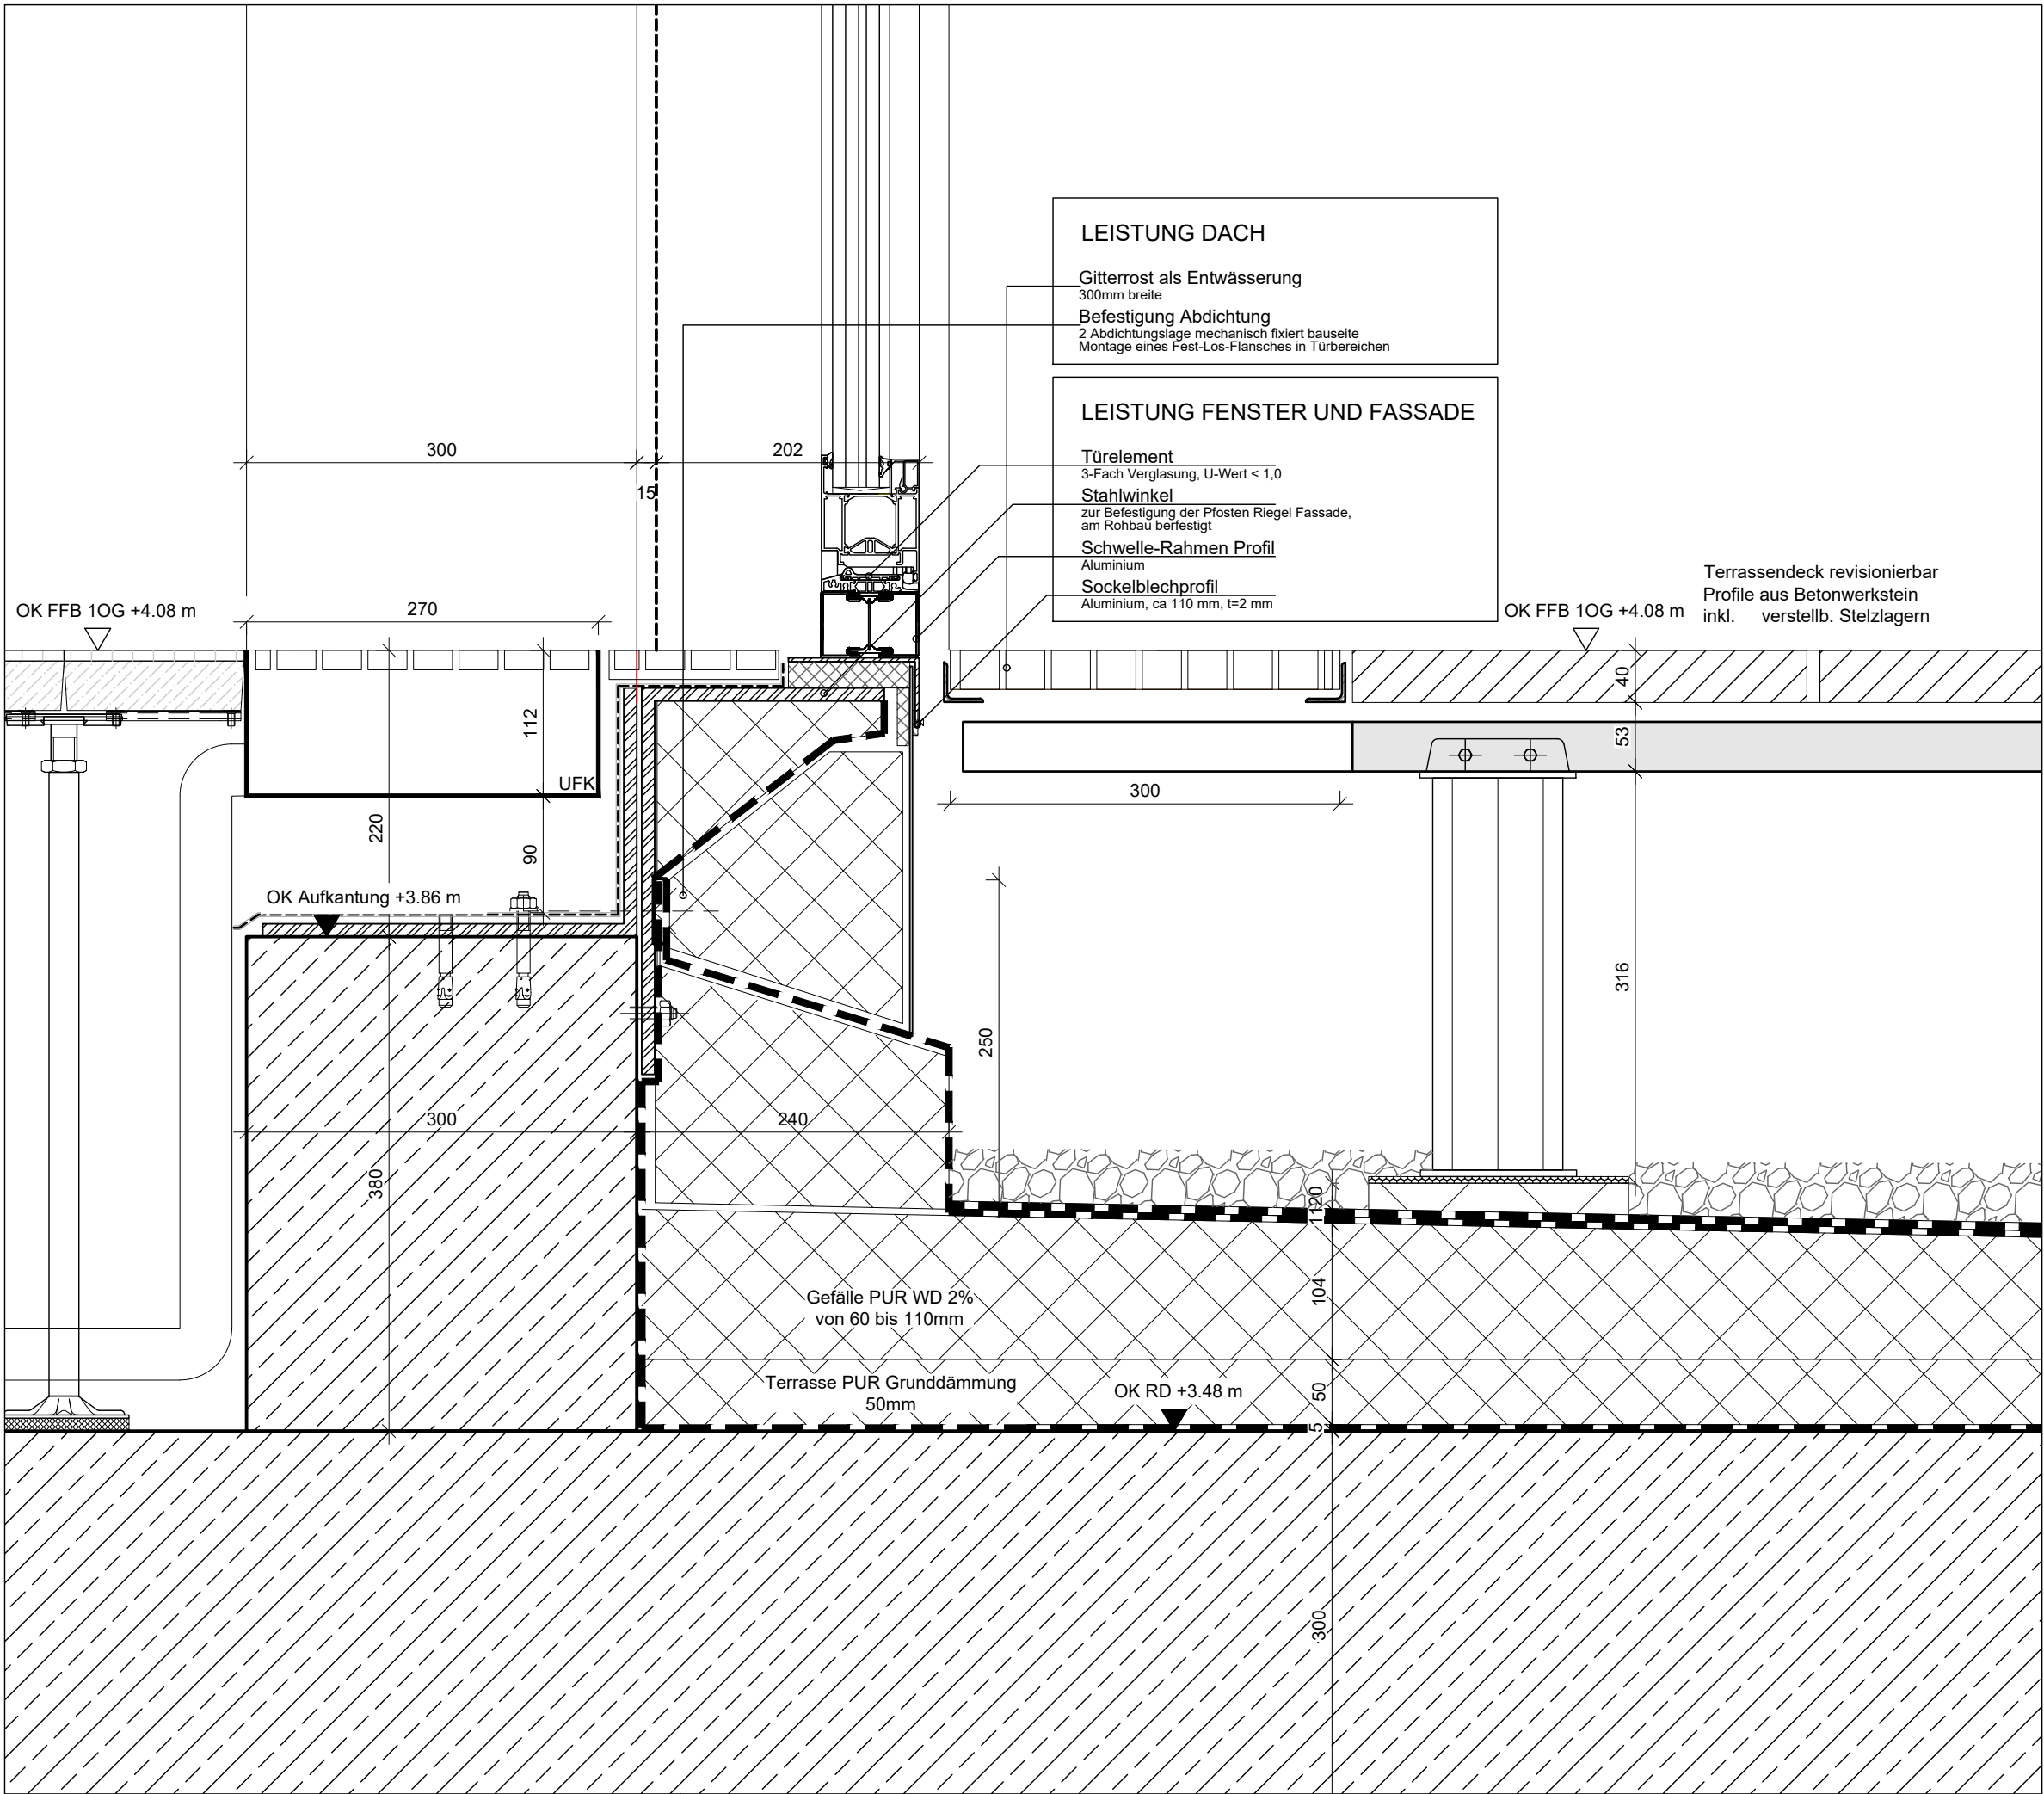 LEISTUNG DACH
Gitterrost als Entwässerung
300mm breite
Befestigung Abdichtung
2 Abdichtungslage mechanisch fixiert bauseite
Montage eines Fest-Los-Flansches in Türbereichen
LEISTUNG FENSTER UND FASSADE
Türelement
3-Fach Verglasung, U-Wert < 1,0
Stahlwinkel
zur Befestigung der Pfosten Riegel Fassade,
am Rohbau berfestigt
Schwelle-Rahmen Profil
Aluminium
Sockelblechprofil
Aluminium, ca 110 mm, t=2 mm
300
202
15
Terrassendeck revisionierbar
Profile aus Betonwerkstein
inkl. verstellb. Stelzlagern
OK FFB 1OG +4.08 m
270
OK FFB 1OG +4.08 m
40
112
53
UFK
300
220
90
OK Aufkantung +3.86 m
316
250
300
240
380
20
11
104
Gefälle PUR WD 2%
von 60 bis 110mm
Terrasse PUR Grunddämmung
50mm
OK RD +3.48 m
50
5
300